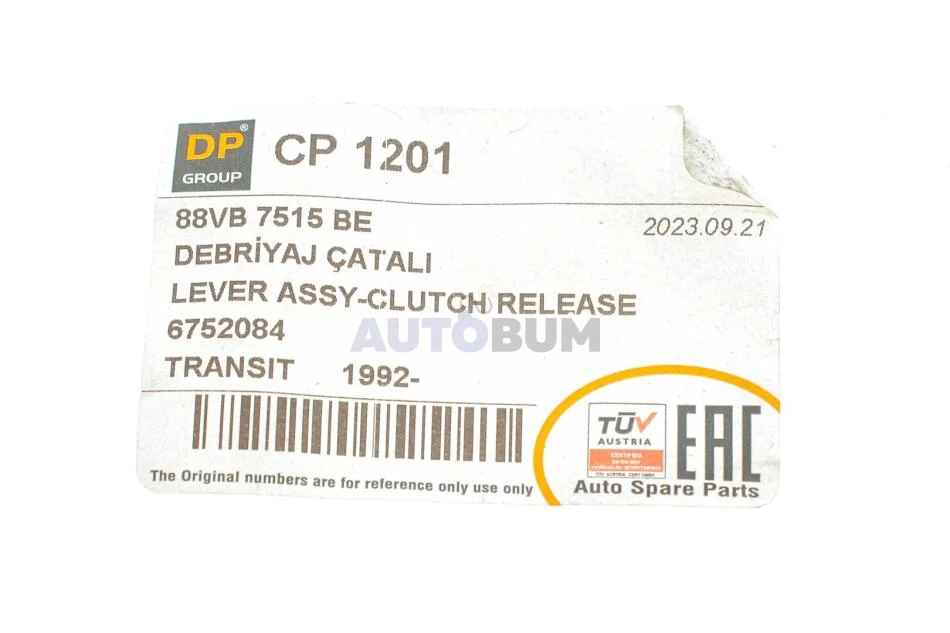 DP®
GROUP
CP 1201
88VB 7515 BE
2023.09.21
DEBRİYAJ ÇATALI
LEVER ASSY-CLUTCH RELEASE
6752084
AUTOBUM
TRANSIT 1992-
The Original numbers are for reference only use only
TÜV
AUSTRIA
CERTIFIED
EAC
Auto Spare Parts